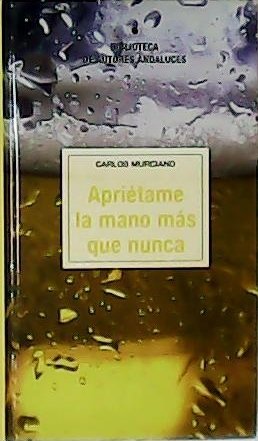 BIBLIOTECA
DE AUTORES ANDALUCES
CARLOS MURCIANO
Apriétame
la mano más
que nunca